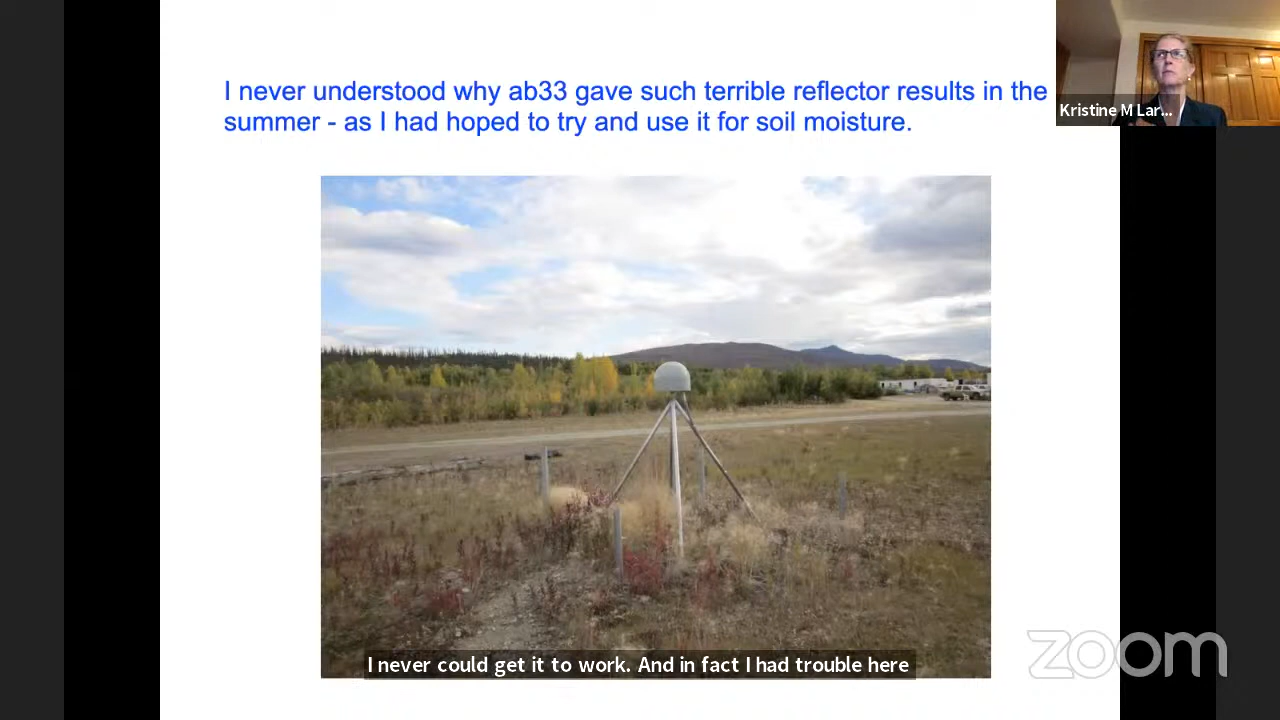 I never understood why ab33 gave such terrible reflector results in the
summer - as I had hoped to try and use it for soil moisture.
Kristine M Lar...
I never could get it to work. And in fact I had trouble here
zoom